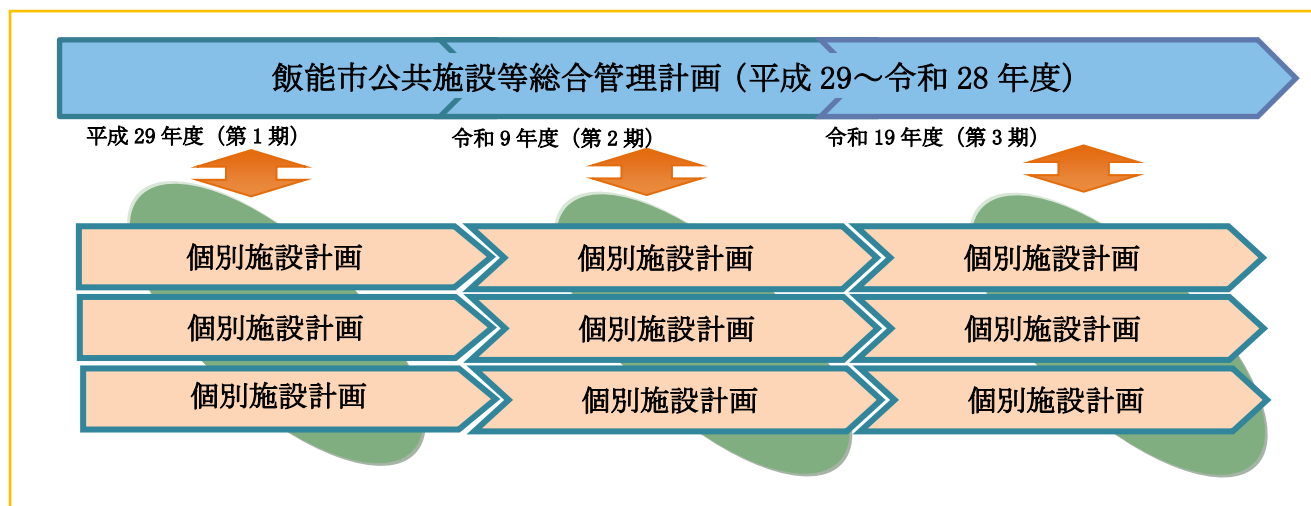 飯能市公共施設等総合管理計画（平成 29～令和 28 年度）
平成 29 年度（第 1 期）
令和 9 年度（第 2 期）
令和 19 年度（第 3 期）
個別施設計画
個別施設計画
個別施設計画
個別施設計画
個別施設計画
個別施設計画
個別施設計画
個別施設計画
個別施設計画